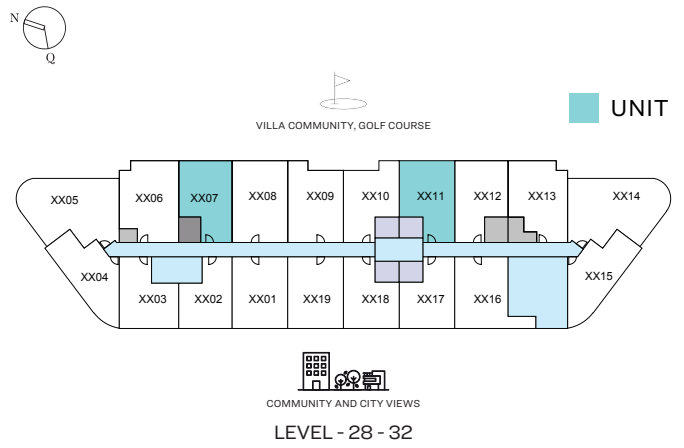 N
Q
VILLA COMMUNITY, GOLF COURSE
UNIT
XX05
XX06
XX07
XX08
XX09
XX10
XX11
XX12
XX13
XX14
XX04
XX03
XX02
XX01
XX19
XX18
XX17
XX16
XX15
COMMUNITY AND CITY VIEWS
LEVEL - 28 - 32